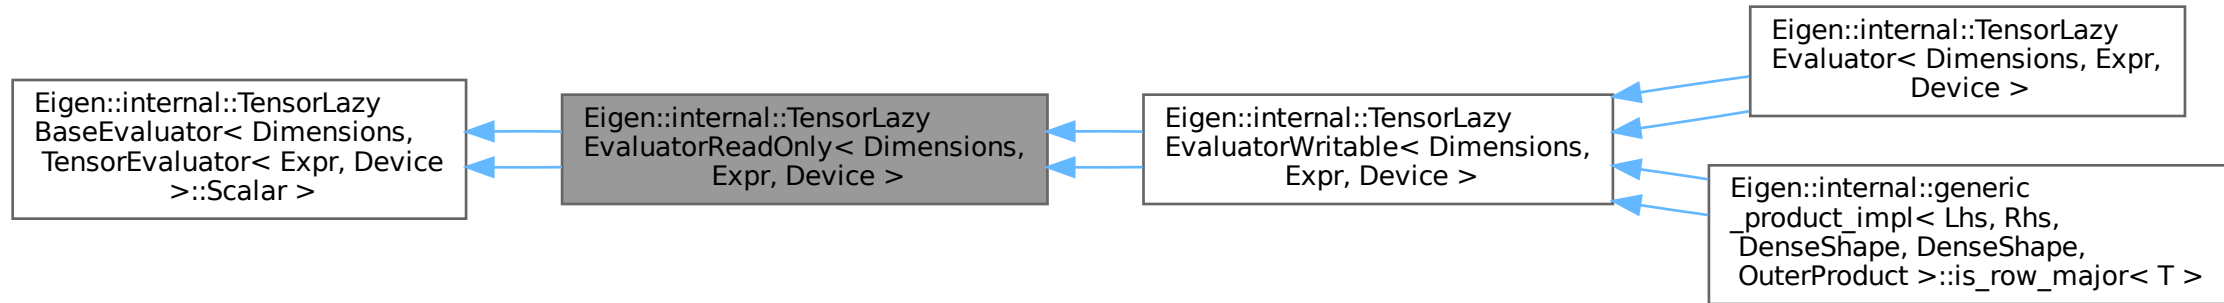 Eigen::internal::TensorLazy
BaseEvaluator< Dimensions,
TensorEvaluator< Expr, Device
>::Scalar >
Eigen::internal::TensorLazy
EvaluatorReadOnly< Dimensions,
Expr, Device >
Eigen::internal::TensorLazy
EvaluatorWritable< Dimensions,
Expr, Device >
Eigen::internal::TensorLazy
Evaluator< Dimensions, Expr,
Device >
Eigen::internal::generic
_product_impl< Lhs, Rhs,
DenseShape, DenseShape,
OuterProduct >::is_row_major< T >